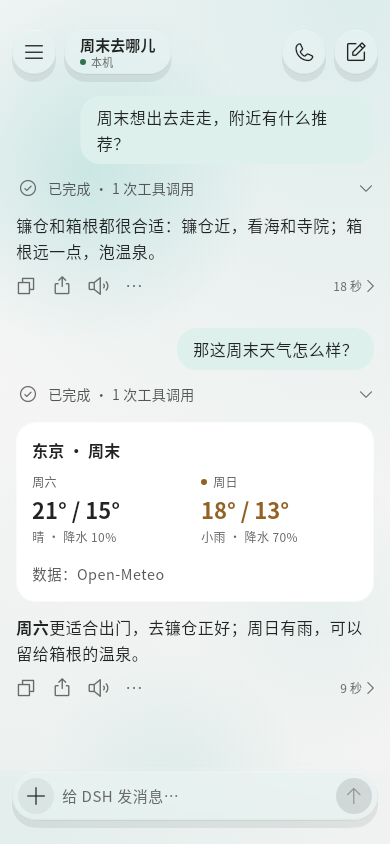 周末去哪儿
本机
周末想出去走走，附近有什么推
荐？
已完成 · 1 次工具调用
镰仓和箱根都很合适：镰仓近，看海和寺院；箱
根远一点，泡温泉。
18 秒
那这周末天气怎么样？
已完成 · 1 次工具调用
东京 · 周末
周六
周日
21° / 15°
18° / 13°
晴 · 降水 10%
小雨 · 降水 70%
数据：Open-Meteo
周六更适合出门，去镰仓正好；周日有雨，可以
留给箱根的温泉。
9 秒
给 DSH 发消息…